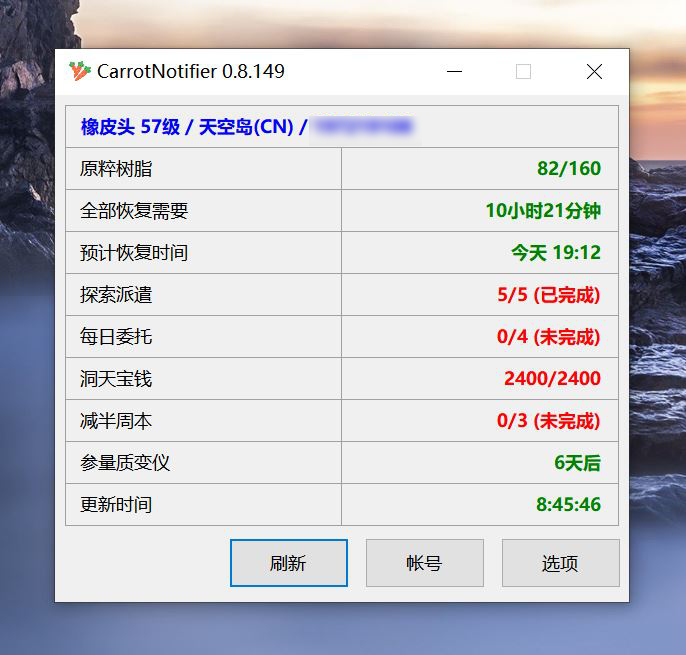 CarrotNotifier 0.8.149
橡皮头 57级 / 天空岛(CN) /
原粹树脂 82/160
全部恢复需要 10小时21分钟
预计恢复时间 今天 19:12
探索派遣 5/5 (已完成)
每日委托 0/4 (未完成)
洞天宝钱 2400/2400
减半周本 0/3 (未完成)
参量质变仪 6天后
更新时间 8:45:46
刷新 帐号 选项